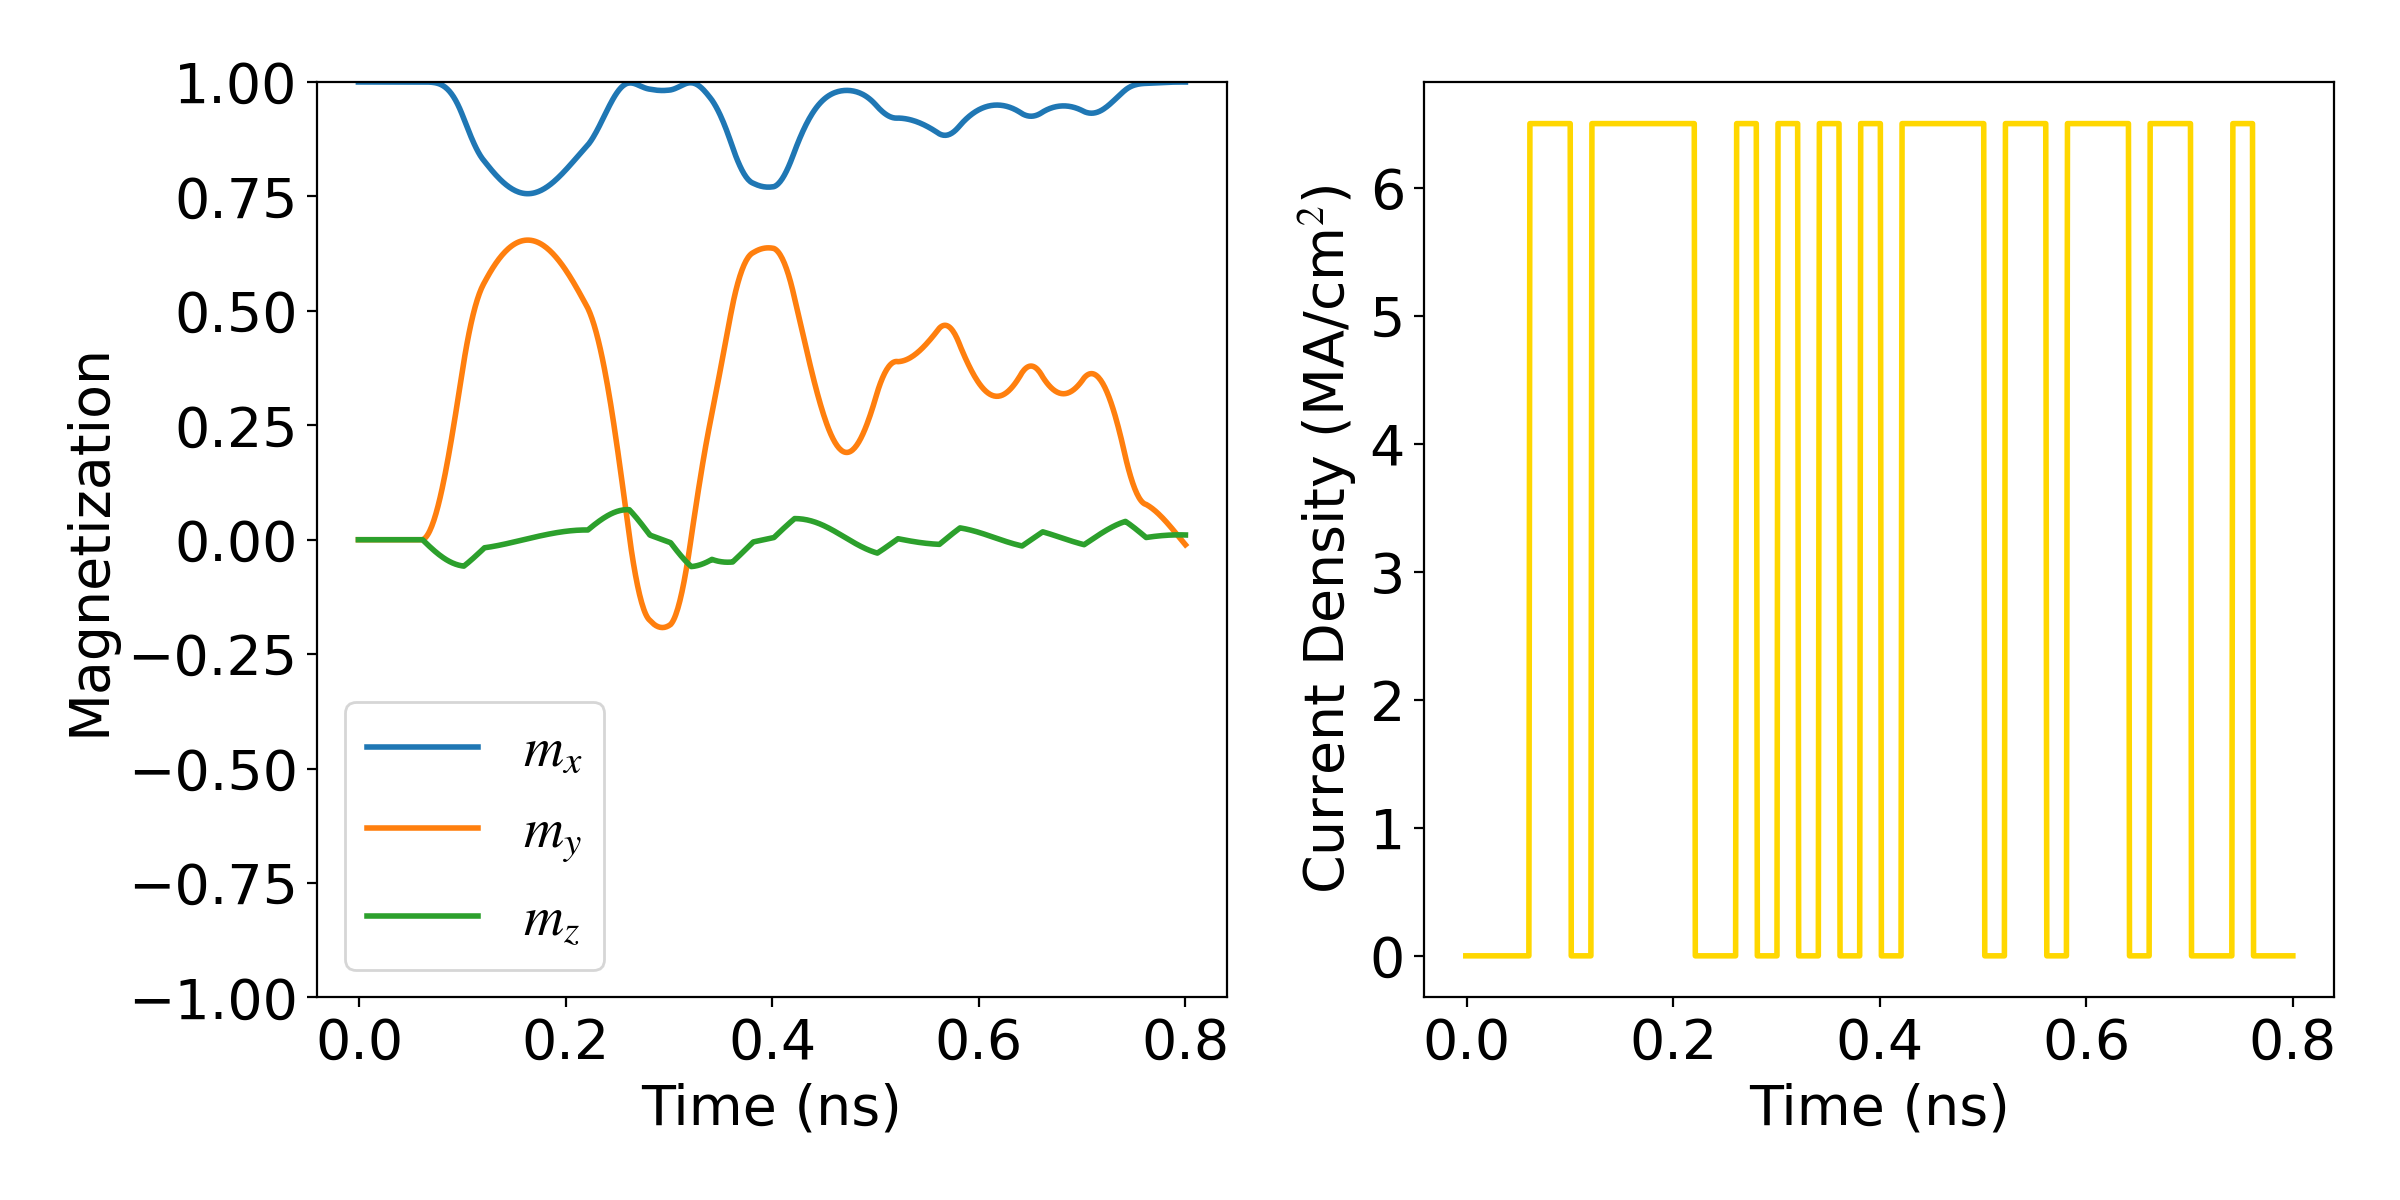 Magnetization
1.00
0.75
0.50
0.25
0.00
−0.25
−0.50
−0.75
−1.00
m_x
m_y
m_z
0.0 0.2 0.4 0.6 0.8
Time (ns)
Current Density (MA/cm²)
6
5
4
3
2
1
0
0.0 0.2 0.4 0.6 0.8
Time (ns)